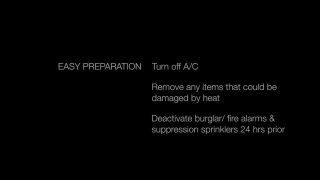 EASY PREPARATION Turn off A/C
Remove any items that could be
damaged by heat
Deactivate burglar/ fire alarms &
suppression sprinklers 24 hrs prior